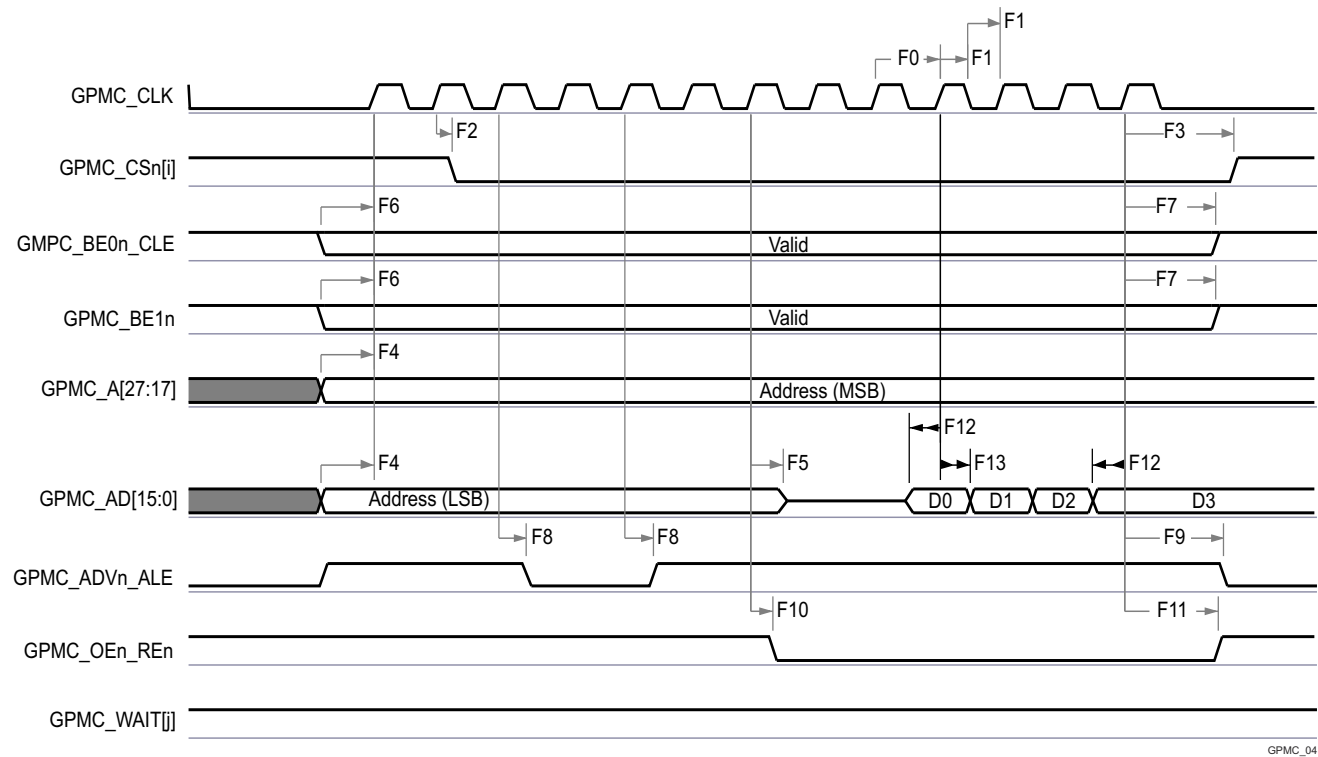 F1
F0 F1
GPMC_CLK
F2 F3
GPMC_CSn[i]
F6 F7
GMPC_BE0n_CLE Valid
F6 F7
GPMC_BE1n Valid
F4
GPMC_A[27:17] Address (MSB)
F12
F4 F5 F13 F12
GPMC_AD[15:0] Address (LSB) D0 D1 D2 D3
F8 F8 F9
GPMC_ADVn_ALE
F10 F11
GPMC_OEn_REn
GPMC_WAIT[j]
GPMC_04